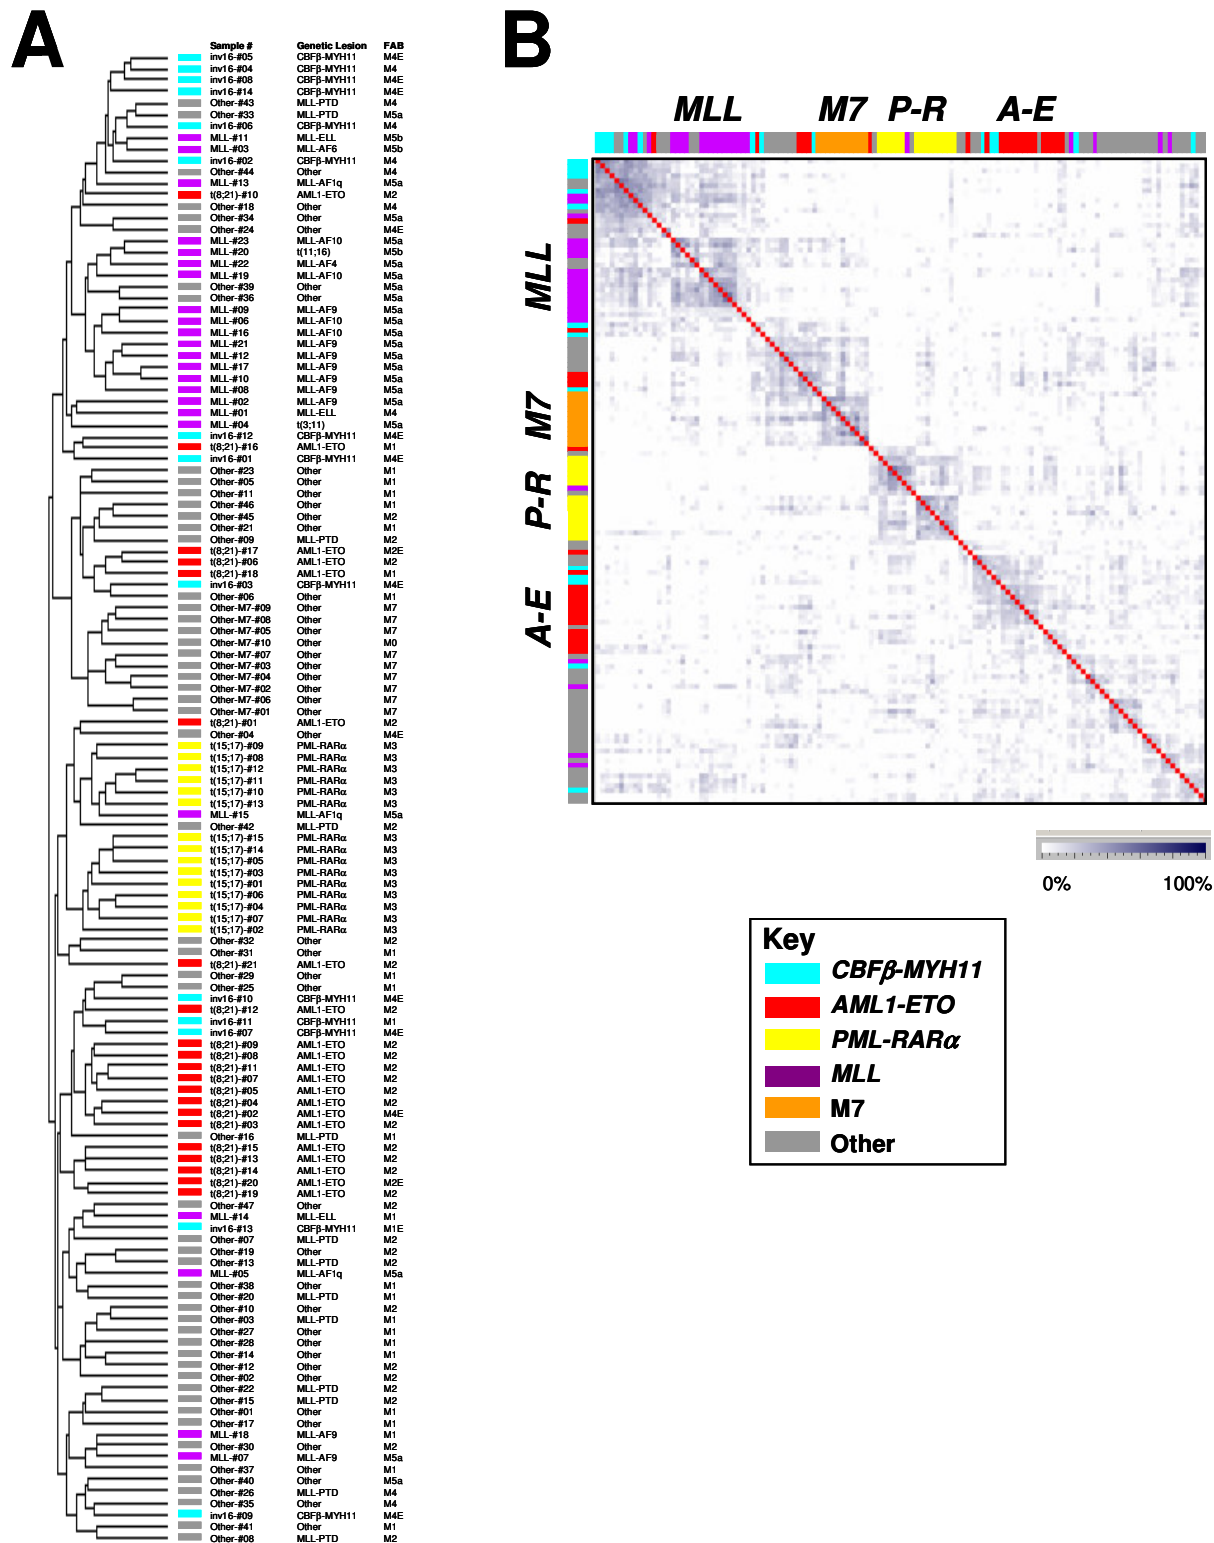 A
Sample # Genetic Lesion FAB
inv16-#05 CBFβ-MYH11 M4E
inv16-#04 CBFβ-MYH11 M4
inv16-#08 CBFβ-MYH11 M4E
inv16-#14 CBFβ-MYH11 M4E
Other-#43 MLL-PTD M4
Other-#33 MLL-PTD M5a
inv16-#06 CBFβ-MYH11 M4
MLL-#11 MLL-ELL M5b
MLL-#03 MLL-AF6 M5b
inv16-#02 CBFβ-MYH11 M4
Other-#44 Other M4
MLL-#13 MLL-AF1q M5a
t(8;21)-#10 AML1-ETO M2
Other-#18 Other M4
Other-#34 Other M5a
Other-#24 Other M4E
MLL-#23 MLL-AF10 M5a
MLL-#20 t(11;16) M5b
MLL-#22 MLL-AF4 M5a
MLL-#19 MLL-AF10 M5a
Other-#39 Other M5a
Other-#36 Other M5a
MLL-#09 MLL-AF9 M5a
MLL-#06 MLL-AF10 M5a
MLL-#16 MLL-AF10 M5a
MLL-#21 MLL-AF9 M5a
MLL-#12 MLL-AF9 M5a
MLL-#17 MLL-AF9 M5a
MLL-#10 MLL-AF9 M5a
MLL-#08 MLL-AF9 M5a
MLL-#02 MLL-AF9 M5a
MLL-#01 MLL-ELL M4
MLL-#04 t(3;11) M5a
inv16-#12 CBFβ-MYH11 M4E
t(8;21)-#16 AML1-ETO M1
inv16-#01 CBFβ-MYH11 M4E
Other-#23 Other M1
Other-#05 Other M1
Other-#11 Other M1
Other-#46 Other M1
Other-#45 Other M2
Other-#21 Other M1
Other-#09 MLL-PTD M2
t(8;21)-#17 AML1-ETO M2E
t(8;21)-#06 AML1-ETO M2
t(8;21)-#18 AML1-ETO M1
inv16-#03 CBFβ-MYH11 M4E
Other-#06 Other M1
Other-M7-#09 Other M7
Other-M7-#08 Other M7
Other-M7-#05 Other M7
Other-M7-#10 Other M0
Other-M7-#07 Other M7
Other-M7-#03 Other M7
Other-M7-#04 Other M7
Other-M7-#02 Other M7
Other-M7-#06 Other M7
Other-M7-#01 Other M7
t(8;21)-#01 AML1-ETO M2
Other-#04 Other M4E
t(15;17)-#09 PML-RARα M3
t(15;17)-#08 PML-RARα M3
t(15;17)-#12 PML-RARα M3
t(15;17)-#11 PML-RARα M3
t(15;17)-#10 PML-RARα M3
t(15;17)-#13 PML-RARα M3
MLL-#15 MLL-AF1q M5a
Other-#42 MLL-PTD M2
t(15;17)-#15 PML-RARα M3
t(15;17)-#14 PML-RARα M3
t(15;17)-#05 PML-RARα M3
t(15;17)-#03 PML-RARα M3
t(15;17)-#01 PML-RARα M3
t(15;17)-#06 PML-RARα M3
t(15;17)-#04 PML-RARα M3
t(15;17)-#07 PML-RARα M3
t(15;17)-#02 PML-RARα M3
Other-#32 Other M2
Other-#31 Other M1
t(8;21)-#21 AML1-ETO M2
Other-#29 Other M1
Other-#25 Other M1
inv16-#10 CBFβ-MYH11 M4E
t(8;21)-#12 AML1-ETO M2
inv16-#11 CBFβ-MYH11 M1
inv16-#07 CBFβ-MYH11 M4E
t(8;21)-#09 AML1-ETO M2
t(8;21)-#08 AML1-ETO M2
t(8;21)-#11 AML1-ETO M2
t(8;21)-#07 AML1-ETO M2
t(8;21)-#05 AML1-ETO M2
t(8;21)-#04 AML1-ETO M2
t(8;21)-#02 AML1-ETO M4E
t(8;21)-#03 AML1-ETO M2
Other-#16 MLL-PTD M1
t(8;21)-#15 AML1-ETO M2
t(8;21)-#13 AML1-ETO M2
t(8;21)-#14 AML1-ETO M2
t(8;21)-#20 AML1-ETO M2E
t(8;21)-#19 AML1-ETO M2
Other-#47 Other M2
MLL-#14 MLL-ELL M1
inv16-#13 CBFβ-MYH11 M1E
Other-#07 MLL-PTD M2
Other-#19 Other M2
Other-#13 MLL-PTD M2
MLL-#05 MLL-AF1q M5a
Other-#38 Other M1
Other-#20 MLL-PTD M1
Other-#10 Other M2
Other-#03 MLL-PTD M1
Other-#27 Other M1
Other-#28 Other M1
Other-#14 Other M1
Other-#12 Other M2
Other-#02 Other M2
Other-#22 MLL-PTD M2
Other-#15 MLL-PTD M2
Other-#01 Other M1
Other-#17 Other M1
MLL-#18 MLL-AF9 M1
Other-#30 Other M2
MLL-#07 MLL-AF9 M5a
Other-#37 Other M1
Other-#40 Other M5a
Other-#26 MLL-PTD M4
Other-#35 Other M4
inv16-#09 CBFβ-MYH11 M4E
Other-#41 Other M1
Other-#08 MLL-PTD M2
B
MLL M7 P-R A-E
MLL
M7
P-R
A-E
0% 100%
Key
CBFβ-MYH11
AML1-ETO
PML-RARα
MLL
M7
Other